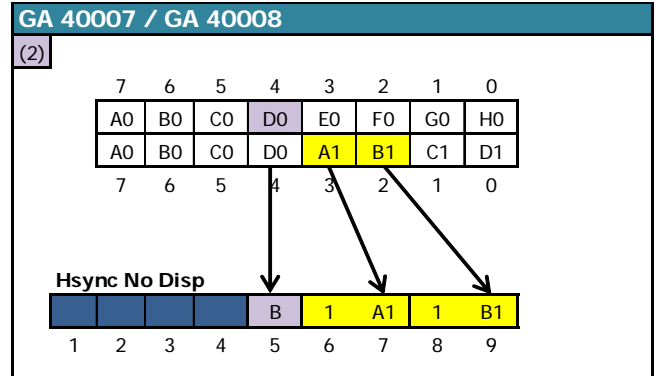 GA 40007 / GA 40008
(2)
7 6 5 4 3 2 1 0
A0 B0 C0 D0 E0 F0 G0 H0
A0 B0 C0 D0 A1 B1 C1 D1
7 6 5 4 3 2 1 0
Hsync No Disp
B 1 A1 1 B1
1 2 3 4 5 6 7 8 9